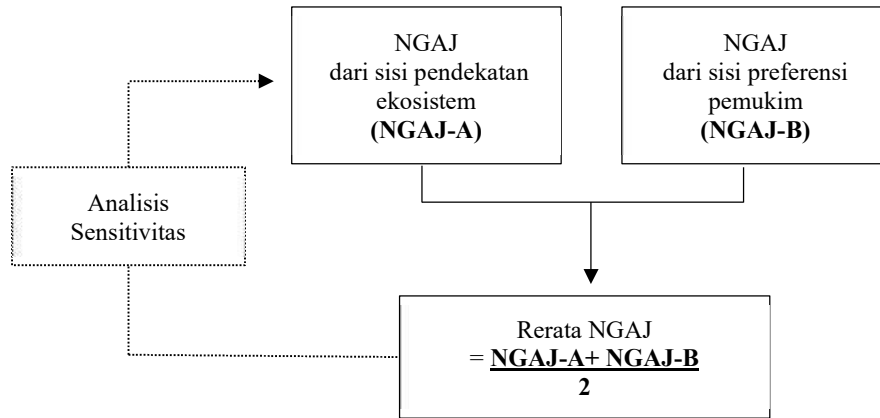 NGAJ
dari sisi pendekatan
ekosistem
(NGAJ-A)
NGAJ
dari sisi preferensi
pemukim
(NGAJ-B)
Analisis
Sensitivitas
Rerata NGAJ
= NGAJ-A+ NGAJ-B
2